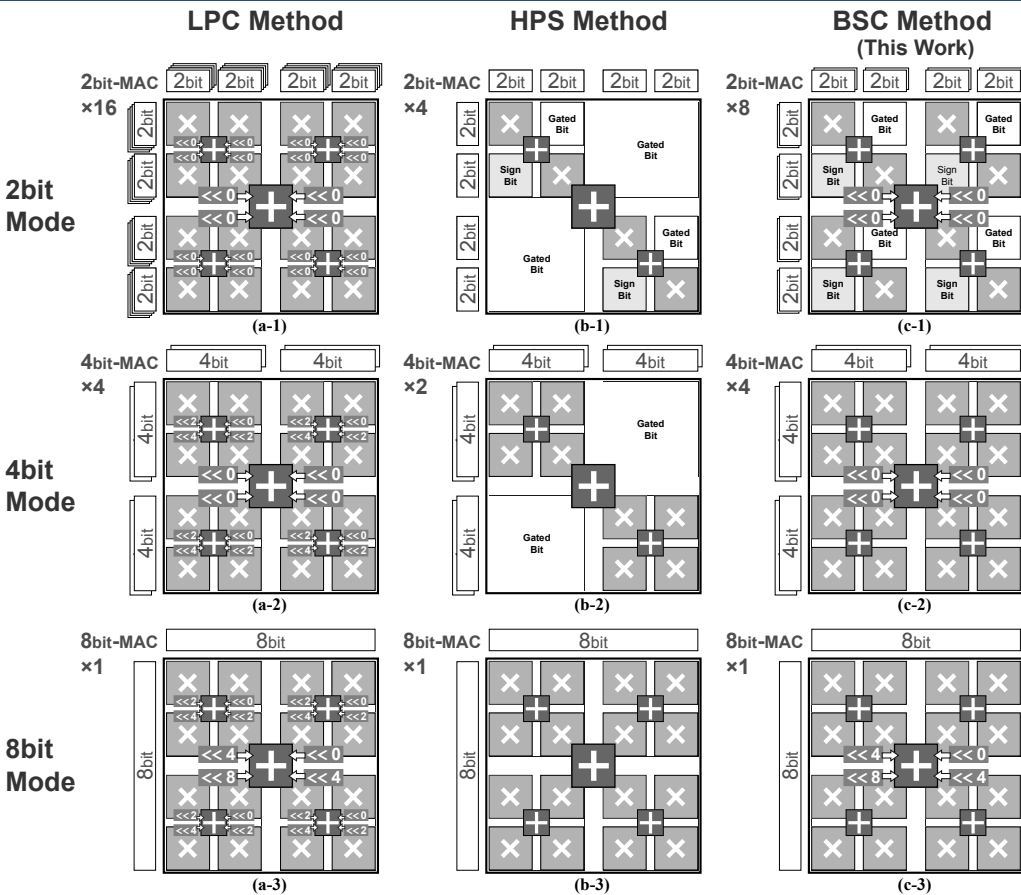 LPC Method
HPS Method
BSC Method
(This Work)
2bit Mode
2bit-MAC
×16
2bit 2bit 2bit 2bit
2bit
2bit
2bit
2bit
<<0 <<0 <<0 <<0
<<0 <<0 <<0 <<0
<< 0 << 0
<< 0 << 0
<<0 <<0 <<0 <<0
<<0 <<0 <<0 <<0
(a-1)
2bit-MAC
×4
2bit 2bit 2bit 2bit
2bit
2bit
2bit
2bit
Gated
Bit
Gated
Bit
Sign
Bit
Gated
Bit
Gated
Bit
Sign
Bit
(b-1)
2bit-MAC
×8
2bit 2bit 2bit 2bit
2bit
2bit
2bit
2bit
Gated
Bit
Gated
Bit
Sign
Bit
Sign
Bit
<< 0 << 0
<< 0 << 0
Gated
Bit
Gated
Bit
Sign
Bit
Sign
Bit
(c-1)
4bit Mode
4bit-MAC
×4
4bit 4bit
4bit
4bit
<<2 <<0 <<2 <<0
<<4 <<2 <<4 <<2
<< 0 << 0
<< 0 << 0
<<2 <<0 <<2 <<0
<<4 <<2 <<4 <<2
(a-2)
4bit-MAC
×2
4bit 4bit
4bit
4bit
Gated
Bit
Gated
Bit
(b-2)
4bit-MAC
×4
4bit 4bit
4bit
4bit
<< 0 << 0
<< 0 << 0
(c-2)
8bit Mode
8bit-MAC
×1
8bit
8bit
<<2 <<0 <<2 <<0
<<4 <<2 <<4 <<2
<< 4 << 0
<< 8 << 4
<<2 <<0 <<2 <<0
<<4 <<2 <<4 <<2
(a-3)
8bit-MAC
×1
8bit
8bit
(b-3)
8bit-MAC
×1
8bit
8bit
<< 4 << 0
<< 8 << 4
(c-3)